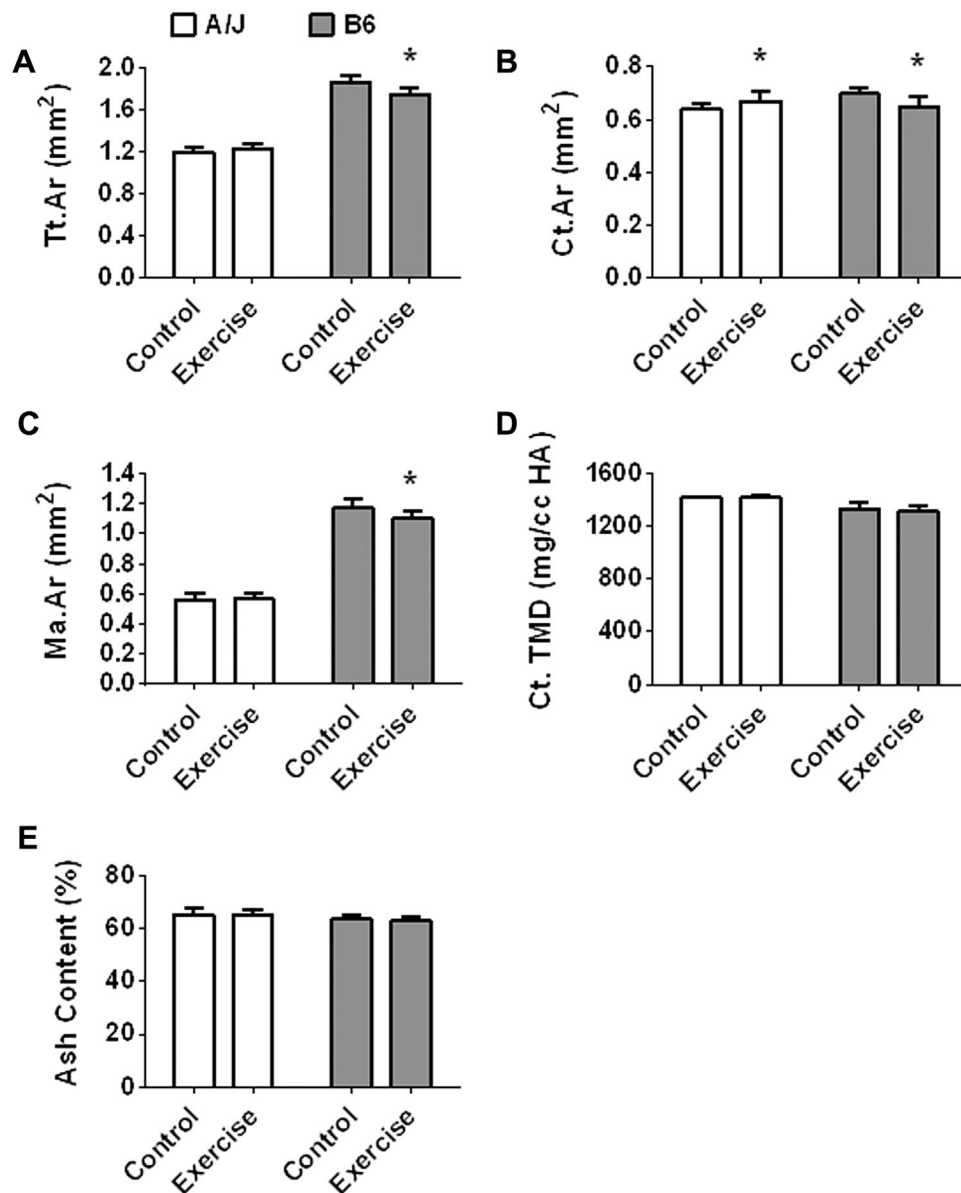 A/J B6
A
Tt.Ar (mm²)
2.0
1.6
1.2
0.8
0.4
0.0
*
Control Exercise Control Exercise
B
Ct.Ar (mm²)
0.8
0.6
0.4
0.2
0.0
* *
Control Exercise Control Exercise
C
Ma.Ar (mm²)
1.4
1.2
1.0
0.8
0.6
0.4
0.2
0.0
*
Control Exercise Control Exercise
D
Ct. TMD (mg/cc HA)
1600
1200
800
400
0
Control Exercise Control Exercise
E
Ash Content (%)
80
60
40
20
0
Control Exercise Control Exercise